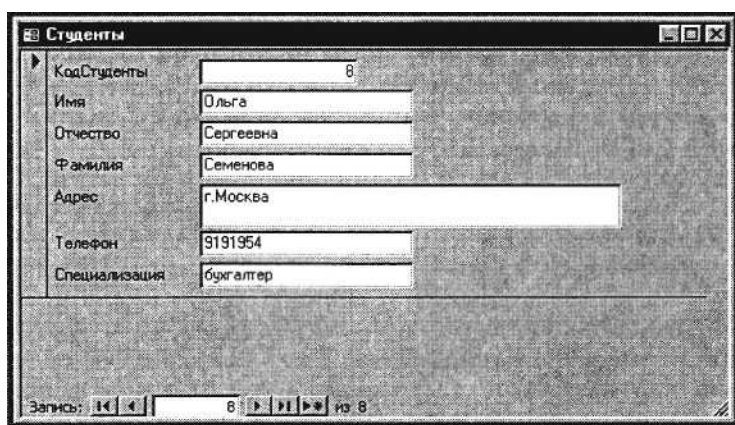 Студенты
КодСтуденты 8
Имя Ольга
Отчество Сергеевна
Фамилия Семенова
Адрес г.Москва
Телефон 9191954
Специализация бухгалтер
Запись: 8 из 8